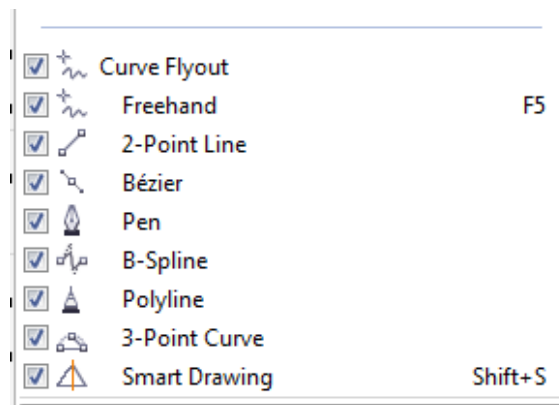 Curve Flyout
Freehand F5
2-Point Line
Bézier
Pen
B-Spline
Polyline
3-Point Curve
Smart Drawing Shift+S